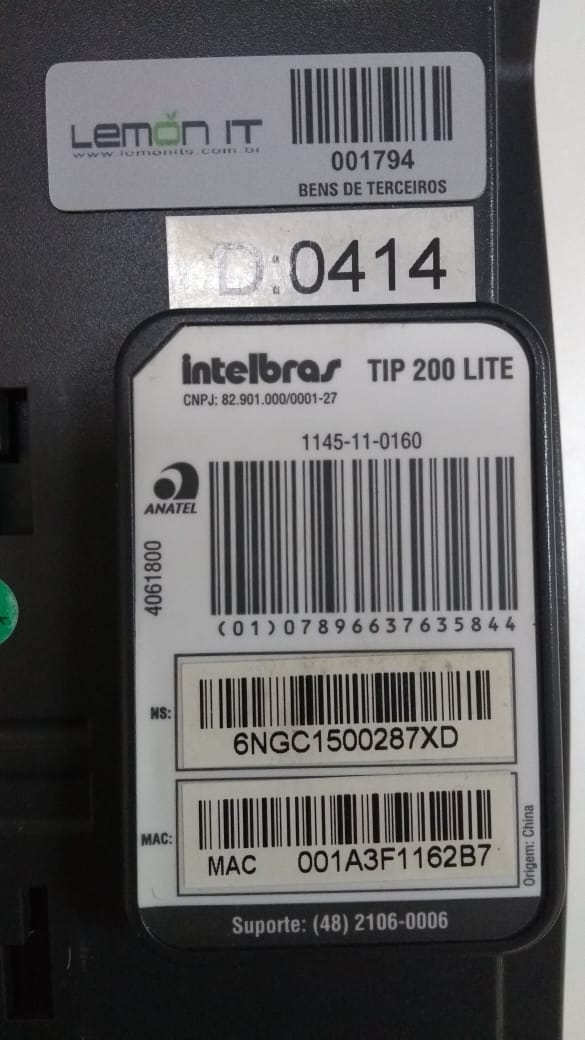 LEMON IT
www.lemonits.com.br
001794
BENS DE TERCEIROS
D:0414
intelbras TIP 200 LITE
CNPJ: 82.901.000/0001-27
1145-11-0160
ANATEL
4061800
(01)07896637635844
NS:
6NGC1500287XD
MAC:
MAC 001A3F1162B7
Origem: China
Suporte: (48) 2106-0006